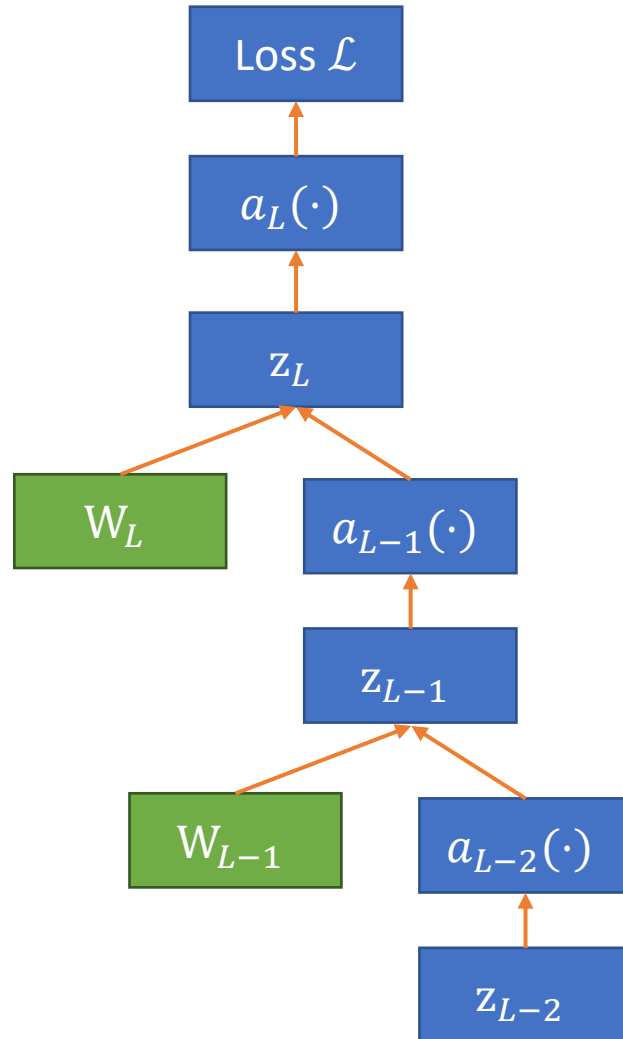 Loss ℒ
a_L(·)
z_L
W_L
a_{L−1}(·)
z_{L−1}
W_{L−1}
a_{L−2}(·)
z_{L−2}